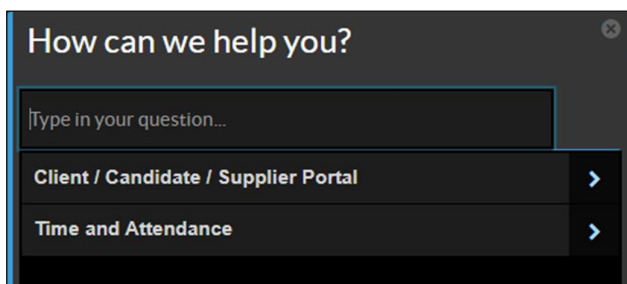 How can we help you?
Type in your question...
Client / Candidate / Supplier Portal
Time and Attendance